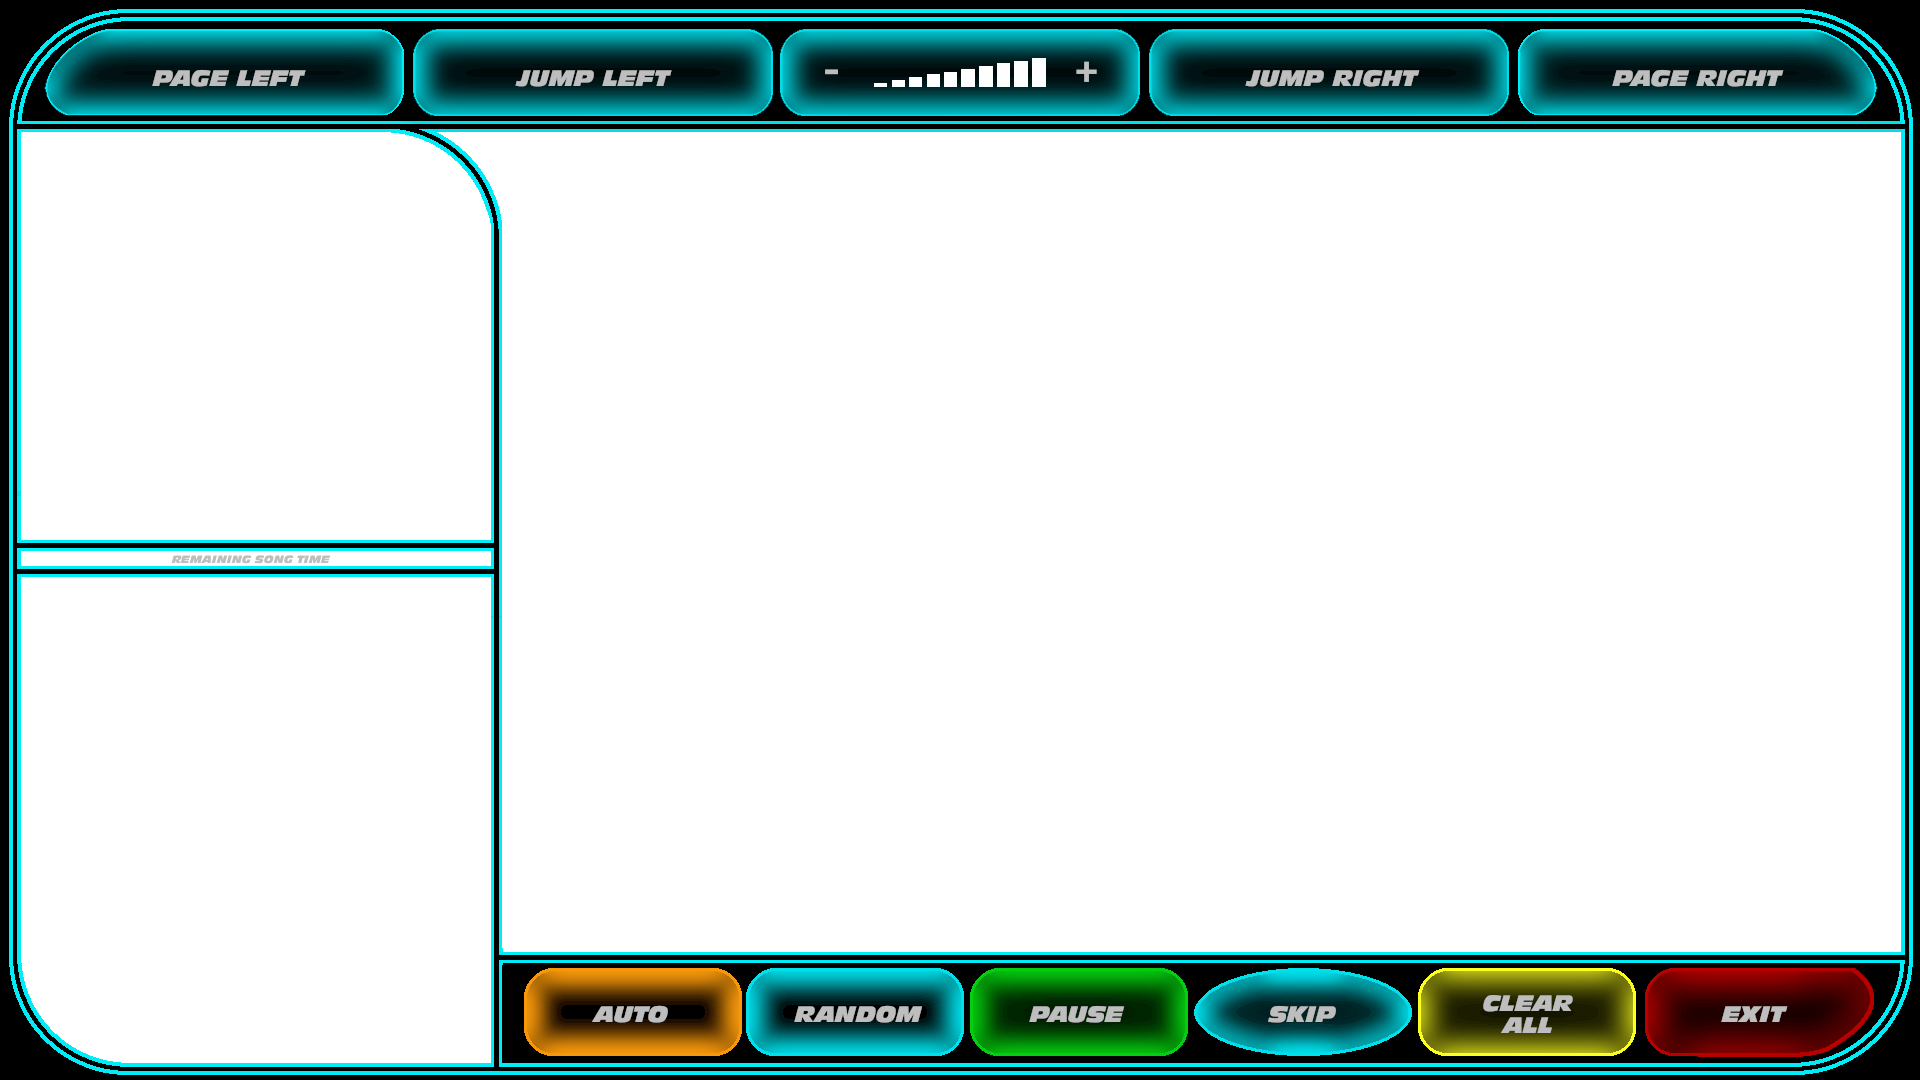 PAGE LEFT
JUMP LEFT
- +
JUMP RIGHT
PAGE RIGHT
REMAINING SONG TIME
AUTO
RANDOM
PAUSE
SKIP
CLEAR
ALL
EXIT